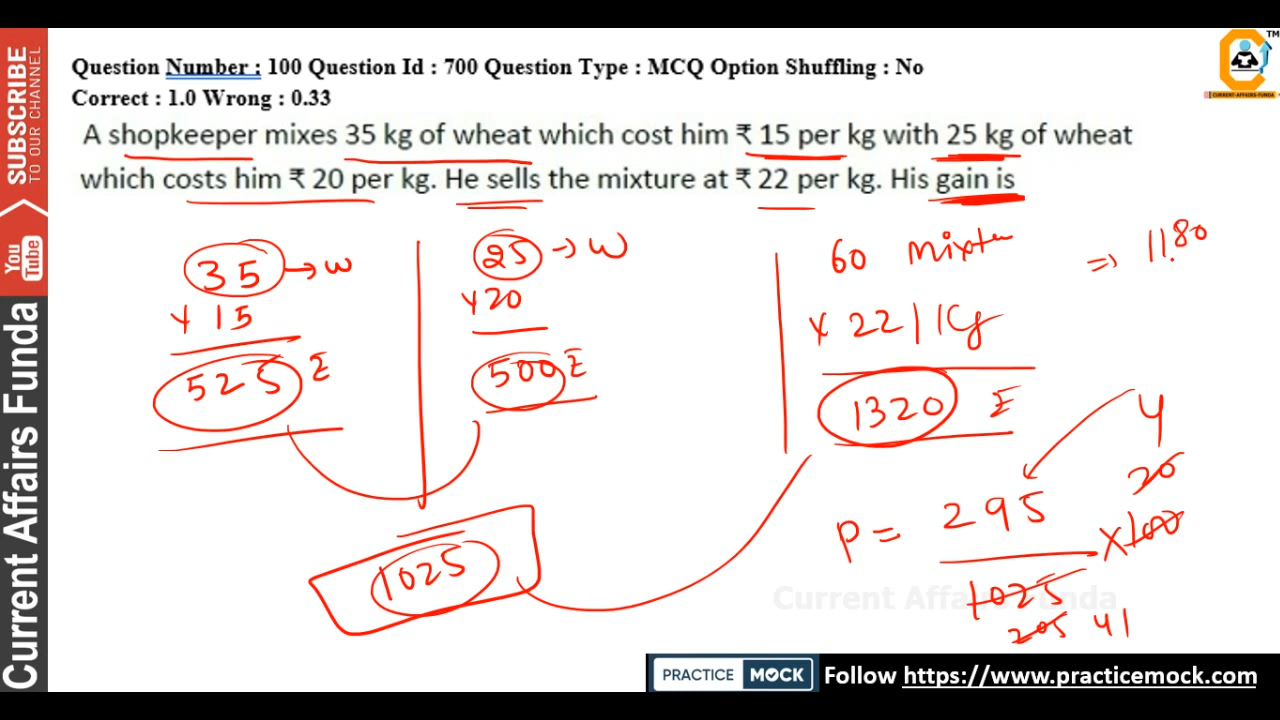 SUBSCRIBE
TO OUR CHANNEL
You Tube
Current Affairs Funda
TM
CURRENT-AFFAIRS-FUNDA
Question Number : 100 Question Id : 700 Question Type : MCQ Option Shuffling : No
Correct : 1.0 Wrong : 0.33
A shopkeeper mixes 35 kg of wheat which cost him ₹ 15 per kg with 25 kg of wheat
which costs him ₹ 20 per kg. He sells the mixture at ₹ 22 per kg. His gain is
35 → w
x 15
525
25 → W
x 20
500
1025
60
x 22 / Kg
1320
⇒ 11.80
P = 295
1025
x 100
20
4
205 41
Current Affairs Funda
PRACTICE MOCK Follow https://www.practicemock.com